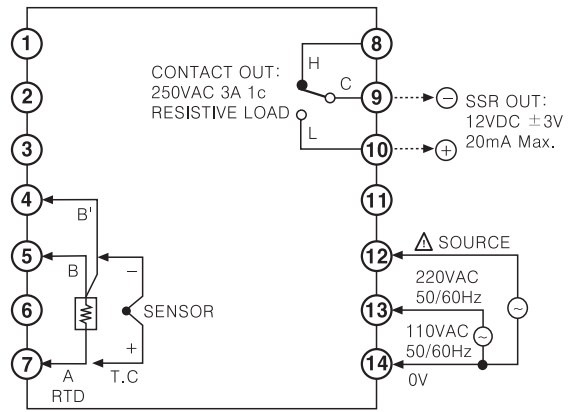 1
2
3
4
5
6
7
8
9
10
11
12
13
14
CONTACT OUT:
250VAC 3A 1c
RESISTIVE LOAD
H
C
L
SSR OUT:
12VDC ±3V
20mA Max.
−
+
B'
B
A
RTD
−
+
T.C
SENSOR
SOURCE
220VAC
50/60Hz
110VAC
50/60Hz
0V
~
~